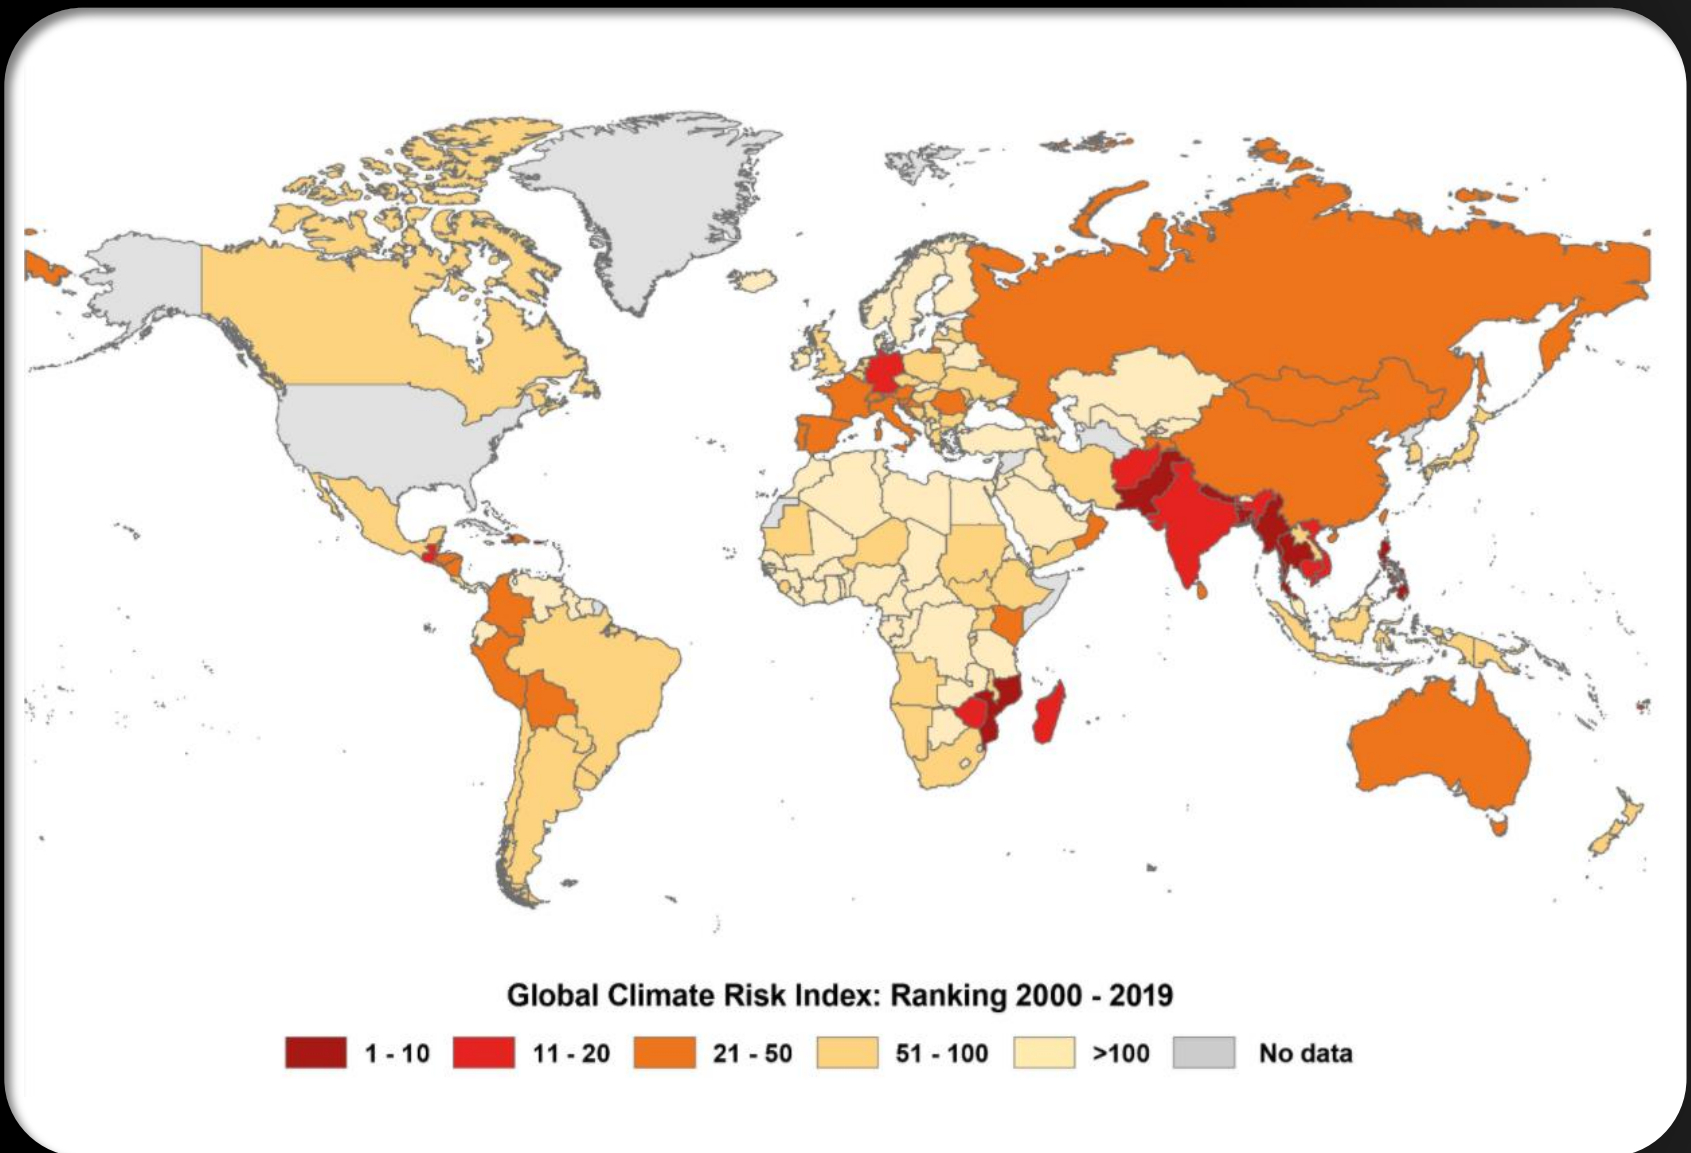 Global Climate Risk Index: Ranking 2000 - 2019
1 - 10 11 - 20 21 - 50 51 - 100 >100 No data